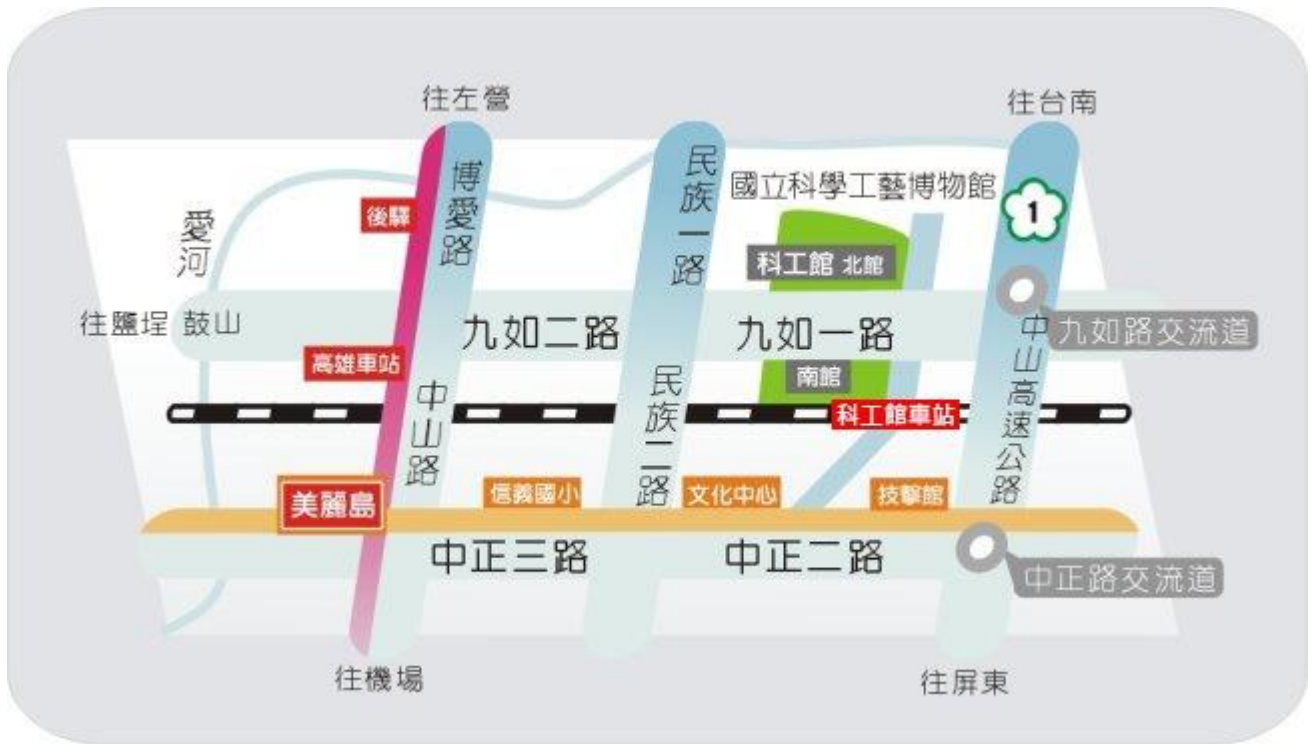 往左營
往台南
博愛路
民族一路
國立科學工藝博物館
1
後驛
愛河
科工館 北館
往鹽埕 鼓山
九如二路
九如一路
九如路交流道
高雄車站
南館
中山路
民族二路
科工館車站
中山高速公路
美麗島
信義國小
文化中心
技擊館
中正三路
中正二路
中正路交流道
往機場
往屏東